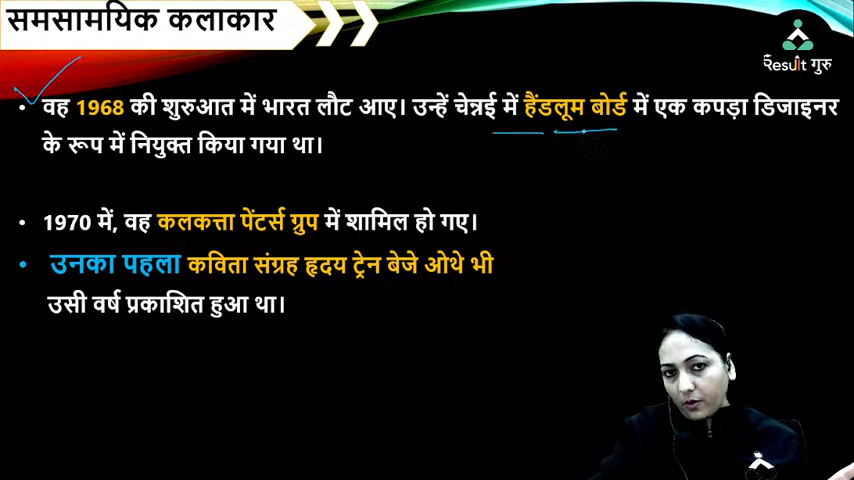 समसामयिक कलाकार
Result गुरु
• वह 1968 की शुरुआत में भारत लौट आए। उन्हें चेन्नई में हैंडलूम बोर्ड में एक कपड़ा डिजाइनर
के रूप में नियुक्त किया गया था।
• 1970 में, वह कलकत्ता पेंटर्स ग्रुप में शामिल हो गए।
• उनका पहला कविता संग्रह हृदय ट्रेन बेजे ओथे भी
उसी वर्ष प्रकाशित हुआ था।